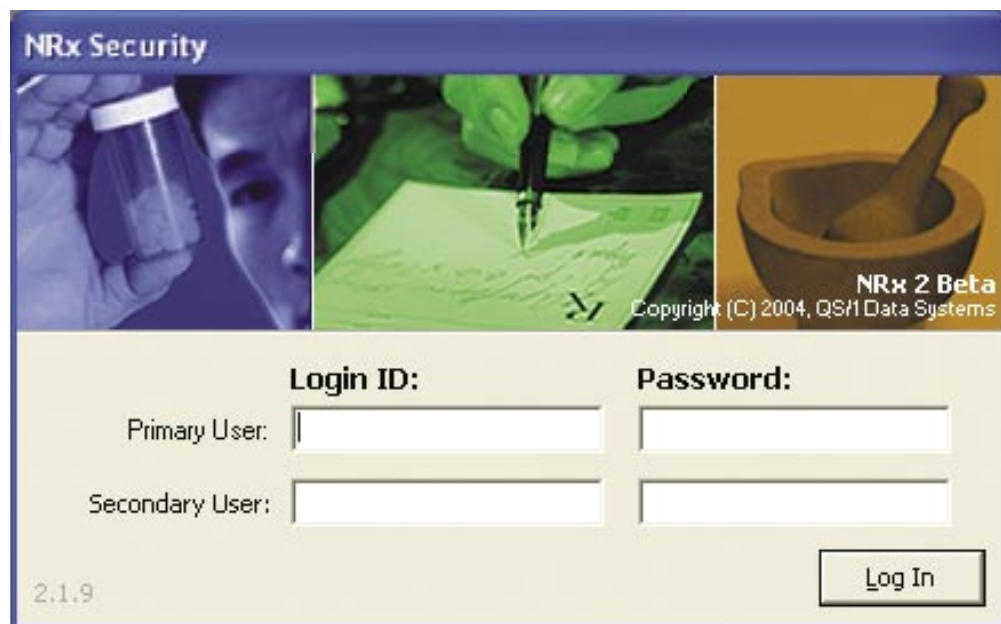 NRx Security
NRx 2 Beta
Copyright (C) 2004, QS/1 Data Systems
Login ID: Password:
Primary User:
Secondary User:
Log In
2.1.9